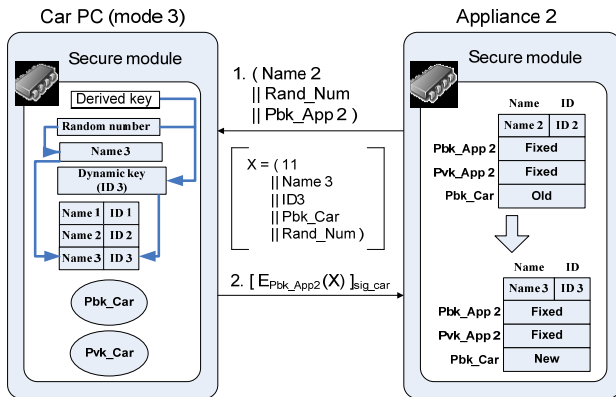 Car PC (mode 3)
Secure module
Derived key
Random number
Name 3
Dynamic key
(ID 3)
Name 1 ID 1
Name 2 ID 2
Name 3 ID 3
Pbk_Car
Pvk_Car
1. ( Name 2
|| Rand_Num
|| Pbk_App 2 )
X = ( 11
|| Name 3
|| ID3
|| Pbk_Car
|| Rand_Num )
2. [ EPbk_App2 (X) ]sig_car
Appliance 2
Secure module
Name ID
Name 2 ID 2
Pbk_App 2 Fixed
Pvk_App 2 Fixed
Pbk_Car Old
Name ID
Name 3 ID 3
Pbk_App 2 Fixed
Pvk_App 2 Fixed
Pbk_Car New